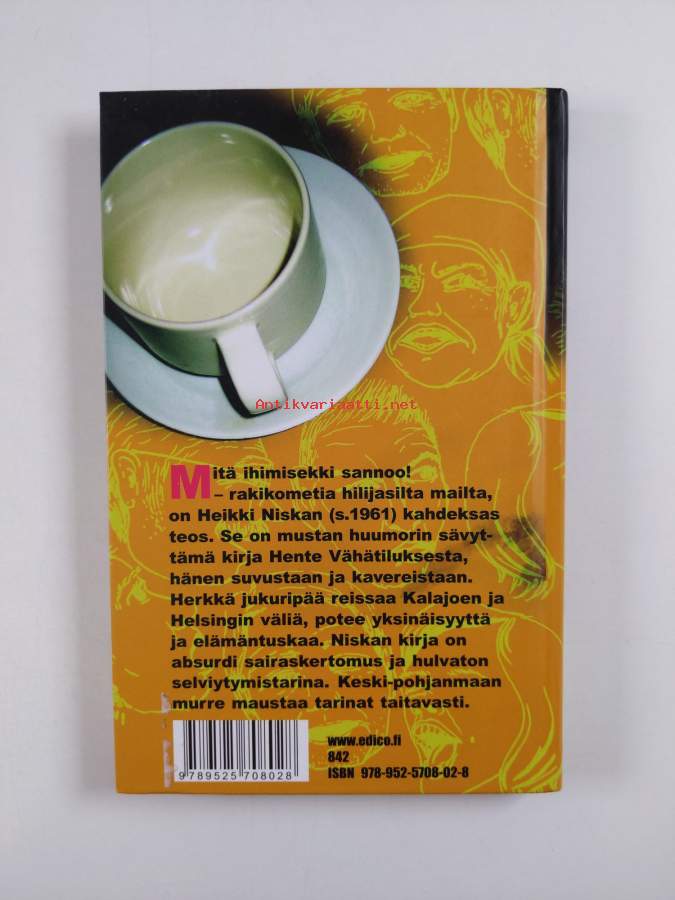 Antikvariaatti.net
Mitä ihimisekki sannoo!
– rakikometia hilijasilta mailta,
on Heikki Niskan (s.1961) kahdeksas
teos. Se on mustan huumorin sävyt-
tämä kirja Hente Vähätiluksesta,
hänen suvustaan ja kavereistaan.
Herkkä jukuripää reissaa Kalajoen ja
Helsingin väliä, potee yksinäisyyttä
ja elämäntuskaa. Niskan kirja on
absurdi sairaskertomus ja hulvaton
selviytymistarina. Keski-pohjanmaan
murre maustaa tarinat taitavasti.
www.edico.fi
842
ISBN 978-952-5708-02-8
9789525708028